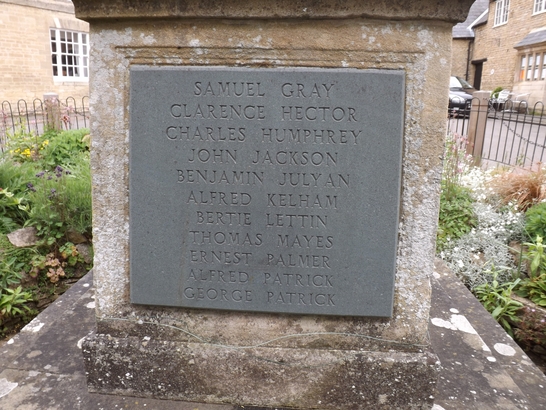 SAMUEL GRAY
CLARENCE HECTOR
CHARLES HUMPHREY
JOHN JACKSON
BENJAMIN JULYAN
ALFRED KELHAM
BERTIE LETTIN
THOMAS MAYES
ERNEST PALMER
ALFRED PATRICK
GEORGE PATRICK